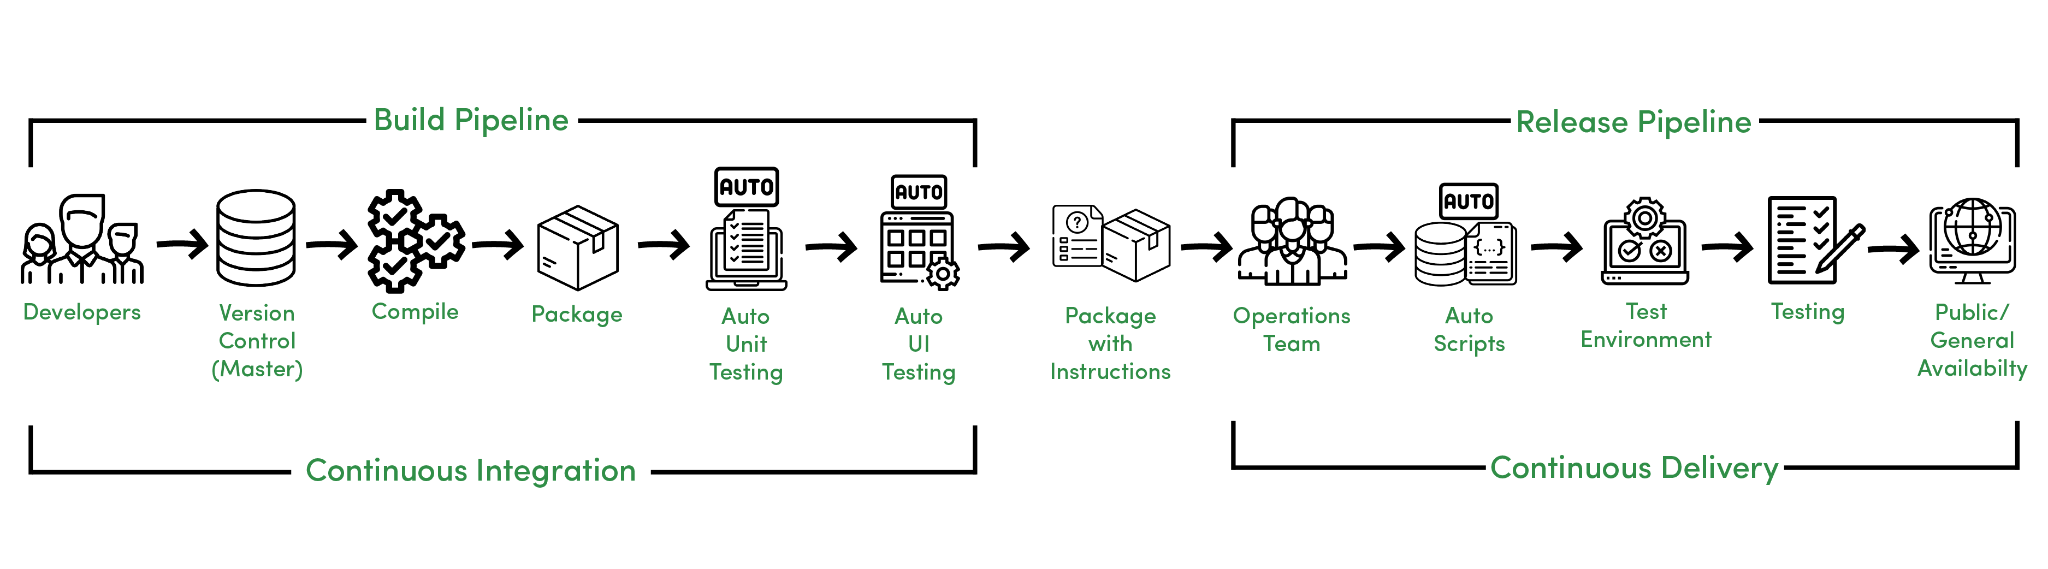 Build Pipeline
Release Pipeline
AUTO
AUTO
AUTO
?
{...}
Developers
Version
Control
(Master)
Compile
Package
Auto
Unit
Testing
Auto
UI
Testing
Package
with
Instructions
Operations
Team
Auto
Scripts
Test
Environment
Testing
Public/
General
Availabilty
Continuous Integration
Continuous Delivery